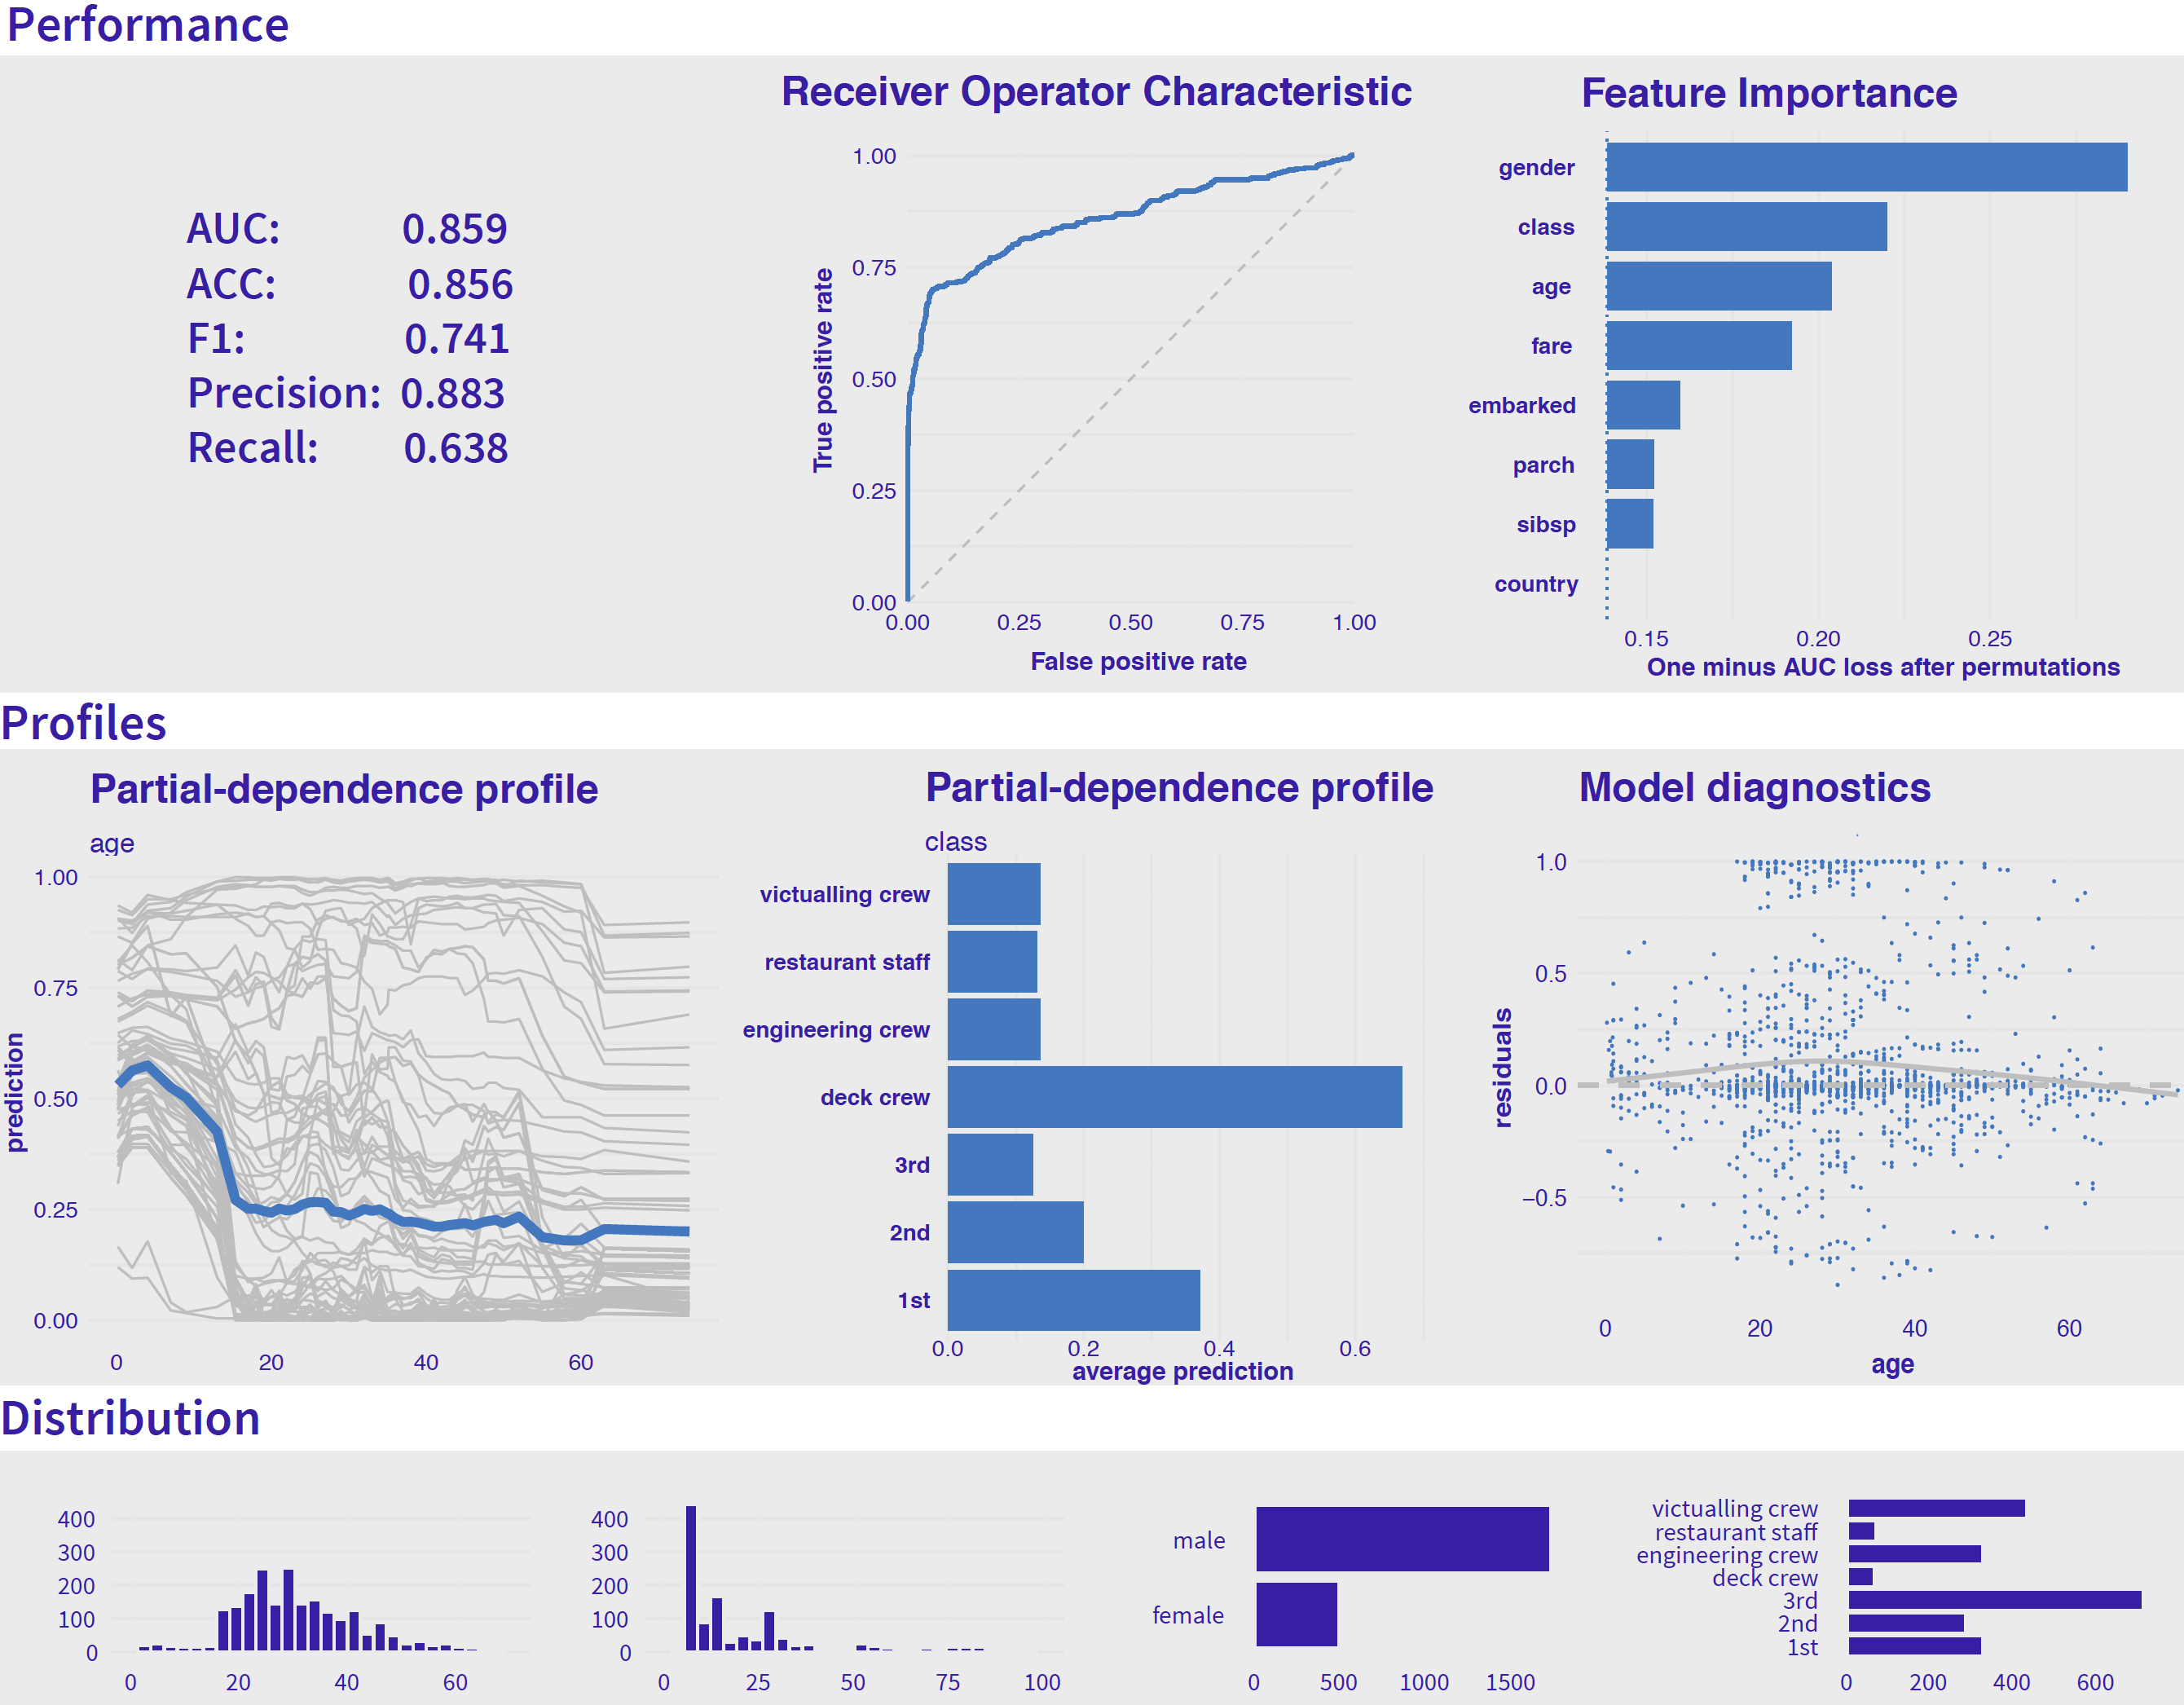 Performance
AUC: 0.859
ACC: 0.856
F1: 0.741
Precision: 0.883
Recall: 0.638
Receiver Operator Characteristic
1.00
0.75
0.50
0.25
0.00
True positive rate
0.00 0.25 0.50 0.75 1.00
False positive rate
Feature Importance
gender
class
age
fare
embarked
parch
sibsp
country
0.15 0.20 0.25
One minus AUC loss after permutations
Profiles
Partial-dependence profile
age
1.00
0.75
0.50
0.25
0.00
prediction
0 20 40 60
Partial-dependence profile
class
victualling crew
restaurant staff
engineering crew
deck crew
3rd
2nd
1st
0.0 0.2 0.4 0.6
average prediction
Model diagnostics
1.0
0.5
0.0
−0.5
residuals
0 20 40 60
age
Distribution
400
300
200
100
0
0 20 40 60
400
300
200
100
0
0 25 50 75 100
male
female
0 500 1000 1500
victualling crew
restaurant staff
engineering crew
deck crew
3rd
2nd
1st
0 200 400 600